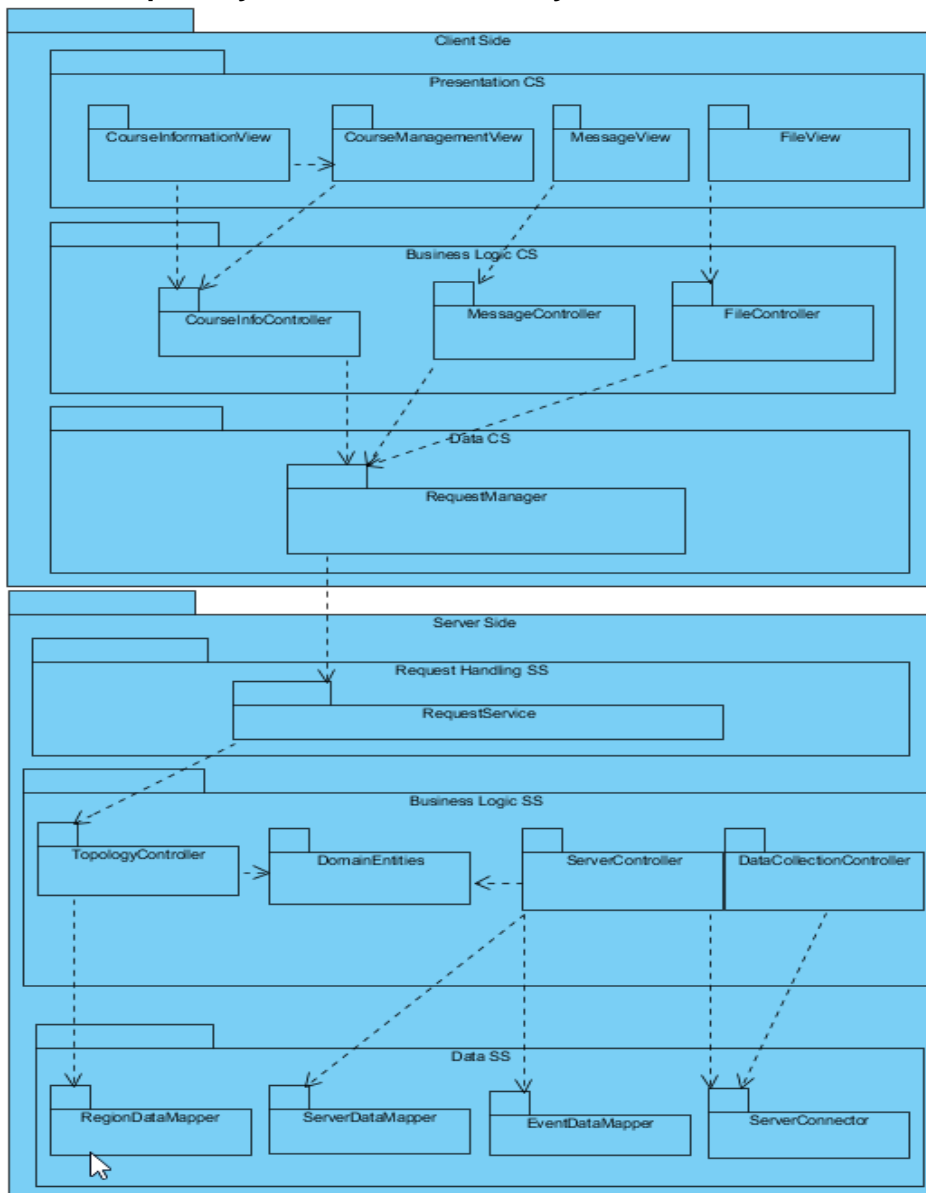 Client Side
Presentation CS
CourseInformationView
CourseManagementView
MessageView
FileView
Business Logic CS
CourseInfoController
MessageController
FileController
Data CS
RequestManager
Server Side
Request Handling SS
RequestService
Business Logic SS
TopologyController
DomainEntities
ServerController
DataCollectionController
Data SS
RegionDataMapper
ServerDataMapper
EventDataMapper
ServerConnector